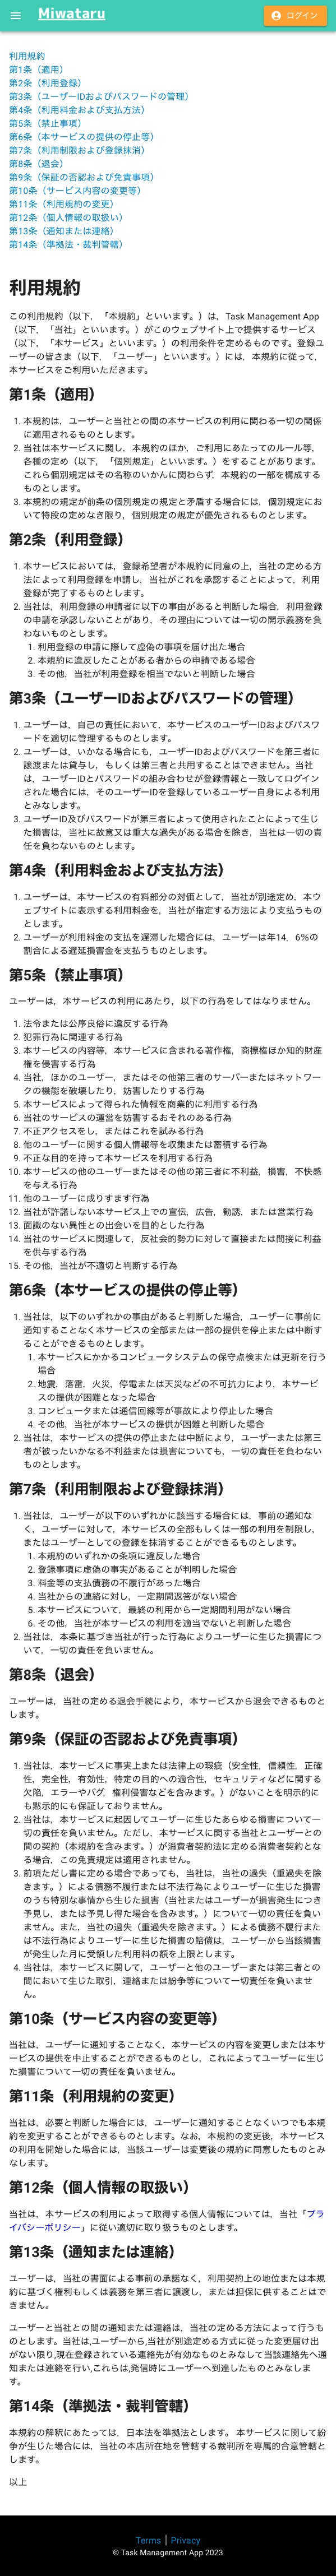 Miwataru
ログイン
利用規約
第1条（適用）
第2条（利用登録）
第3条（ユーザーIDおよびパスワードの管理）
第4条（利用料金および支払方法）
第5条（禁止事項）
第6条（本サービスの提供の停止等）
第7条（利用制限および登録抹消）
第8条（退会）
第9条（保証の否認および免責事項）
第10条（サービス内容の変更等）
第11条（利用規約の変更）
第12条（個人情報の取扱い）
第13条（通知または連絡）
第14条（準拠法・裁判管轄）
利用規約
この利用規約（以下，「本規約」といいます。）は，Task Management App
（以下，「当社」といいます。）がこのウェブサイト上で提供するサービス
（以下，「本サービス」といいます。）の利用条件を定めるものです。登録ユ
ーザーの皆さま（以下，「ユーザー」といいます。）には、本規約に従って，
本サービスをご利用いただきます。
第1条（適用）
1. 本規約は，ユーザーと当社との間の本サービスの利用に関わる一切の関係
に適用されるものとします。
2. 当社は本サービスに関し，本規約のほか，ご利用にあたってのルール等，
各種の定め（以下，「個別規定」といいます。）をすることがあります。
これら個別規定はその名称のいかんに関わらず，本規約の一部を構成する
ものとします。
3. 本規約の規定が前条の個別規定の規定と矛盾する場合には，個別規定にお
いて特段の定めなき限り，個別規定の規定が優先されるものとします。
第2条（利用登録）
1. 本サービスにおいては，登録希望者が本規約に同意の上，当社の定める方
法によって利用登録を申請し，当社がこれを承認することによって，利用
登録が完了するものとします。
2. 当社は，利用登録の申請者に以下の事由があると判断した場合，利用登録
の申請を承認しないことがあり，その理由については一切の開示義務を負
わないものとします。
1. 利用登録の申請に際して虚偽の事項を届け出た場合
2. 本規約に違反したことがある者からの申請である場合
3. その他，当社が利用登録を相当でないと判断した場合
第3条（ユーザーIDおよびパスワードの管理）
1. ユーザーは，自己の責任において，本サービスのユーザーIDおよびパスワ
ードを適切に管理するものとします。
2. ユーザーは，いかなる場合にも，ユーザーIDおよびパスワードを第三者に
譲渡または貸与し，もしくは第三者と共用することはできません。当社
は，ユーザーIDとパスワードの組み合わせが登録情報と一致してログイン
された場合には，そのユーザーIDを登録しているユーザー自身による利用
とみなします。
3. ユーザーID及びパスワードが第三者によって使用されたことによって生じ
た損害は，当社に故意又は重大な過失がある場合を除き，当社は一切の責
任を負わないものとします。
第4条（利用料金および支払方法）
1. ユーザーは，本サービスの有料部分の対価として，当社が別途定め，本ウ
ェブサイトに表示する利用料金を，当社が指定する方法により支払うもの
とします。
2. ユーザーが利用料金の支払を遅滞した場合には，ユーザーは年14．6％の
割合による遅延損害金を支払うものとします。
第5条（禁止事項）
ユーザーは，本サービスの利用にあたり，以下の行為をしてはなりません。
1. 法令または公序良俗に違反する行為
2. 犯罪行為に関連する行為
3. 本サービスの内容等，本サービスに含まれる著作権，商標権ほか知的財産
権を侵害する行為
4. 当社，ほかのユーザー，またはその他第三者のサーバーまたはネットワー
クの機能を破壊したり，妨害したりする行為
5. 本サービスによって得られた情報を商業的に利用する行為
6. 当社のサービスの運営を妨害するおそれのある行為
7. 不正アクセスをし，またはこれを試みる行為
8. 他のユーザーに関する個人情報等を収集または蓄積する行為
9. 不正な目的を持って本サービスを利用する行為
10. 本サービスの他のユーザーまたはその他の第三者に不利益，損害，不快感
を与える行為
11. 他のユーザーに成りすます行為
12. 当社が許諾しない本サービス上での宣伝，広告，勧誘，または営業行為
13. 面識のない異性との出会いを目的とした行為
14. 当社のサービスに関連して，反社会的勢力に対して直接または間接に利益
を供与する行為
15. その他，当社が不適切と判断する行為
第6条（本サービスの提供の停止等）
1. 当社は，以下のいずれかの事由があると判断した場合，ユーザーに事前に
通知することなく本サービスの全部または一部の提供を停止または中断す
ることができるものとします。
1. 本サービスにかかるコンピュータシステムの保守点検または更新を行う
場合
2. 地震，落雷，火災，停電または天災などの不可抗力により，本サービ
スの提供が困難となった場合
3. コンピュータまたは通信回線等が事故により停止した場合
4. その他，当社が本サービスの提供が困難と判断した場合
2. 当社は，本サービスの提供の停止または中断により，ユーザーまたは第三
者が被ったいかなる不利益または損害についても，一切の責任を負わない
ものとします。
第7条（利用制限および登録抹消）
1. 当社は，ユーザーが以下のいずれかに該当する場合には，事前の通知な
く，ユーザーに対して，本サービスの全部もしくは一部の利用を制限し，
またはユーザーとしての登録を抹消することができるものとします。
1. 本規約のいずれかの条項に違反した場合
2. 登録事項に虚偽の事実があることが判明した場合
3. 料金等の支払債務の不履行があった場合
4. 当社からの連絡に対し，一定期間返答がない場合
5. 本サービスについて，最終の利用から一定期間利用がない場合
6. その他，当社が本サービスの利用を適当でないと判断した場合
2. 当社は，本条に基づき当社が行った行為によりユーザーに生じた損害につ
いて，一切の責任を負いません。
第8条（退会）
ユーザーは，当社の定める退会手続により，本サービスから退会できるものと
します。
第9条（保証の否認および免責事項）
1. 当社は，本サービスに事実上または法律上の瑕疵（安全性，信頼性，正確
性，完全性，有効性，特定の目的への適合性，セキュリティなどに関する
欠陥，エラーやバグ，権利侵害などを含みます。）がないことを明示的に
も黙示的にも保証しておりません。
2. 当社は，本サービスに起因してユーザーに生じたあらゆる損害について一
切の責任を負いません。ただし，本サービスに関する当社とユーザーとの
間の契約（本規約を含みます。）が消費者契約法に定める消費者契約とな
る場合，この免責規定は適用されません。
3. 前項ただし書に定める場合であっても，当社は，当社の過失（重過失を除
きます。）による債務不履行または不法行為によりユーザーに生じた損害
のうち特別な事情から生じた損害（当社またはユーザーが損害発生につき
予見し，または予見し得た場合を含みます。）について一切の責任を負い
ません。また，当社の過失（重過失を除きます。）による債務不履行また
は不法行為によりユーザーに生じた損害の賠償は，ユーザーから当該損害
が発生した月に受領した利用料の額を上限とします。
4. 当社は，本サービスに関して，ユーザーと他のユーザーまたは第三者との
間において生じた取引，連絡または紛争等について一切責任を負いませ
ん。
第10条（サービス内容の変更等）
当社は，ユーザーに通知することなく，本サービスの内容を変更しまたは本サ
ービスの提供を中止することができるものとし，これによってユーザーに生じ
た損害について一切の責任を負いません。
第11条（利用規約の変更）
当社は，必要と判断した場合には，ユーザーに通知することなくいつでも本規
約を変更することができるものとします。なお，本規約の変更後，本サービス
の利用を開始した場合には，当該ユーザーは変更後の規約に同意したものとみ
なします。
第12条（個人情報の取扱い）
当社は，本サービスの利用によって取得する個人情報については，当社「プラ
イバシーポリシー」に従い適切に取り扱うものとします。
第13条（通知または連絡）
ユーザーは，当社の書面による事前の承諾なく，利用契約上の地位または本規
約に基づく権利もしくは義務を第三者に譲渡し，または担保に供することはで
きません。
ユーザーと当社との間の通知または連絡は，当社の定める方法によって行うも
のとします。当社は,ユーザーから,当社が別途定める方式に従った変更届け出
がない限り,現在登録されている連絡先が有効なものとみなして当該連絡先へ通
知または連絡を行い,これらは,発信時にユーザーへ到達したものとみなしま
す。
第14条（準拠法・裁判管轄）
本規約の解釈にあたっては，日本法を準拠法とします。 本サービスに関して紛
争が生じた場合には，当社の本店所在地を管轄する裁判所を専属的合意管轄と
します。
以上
Terms | Privacy
© Task Management App 2023